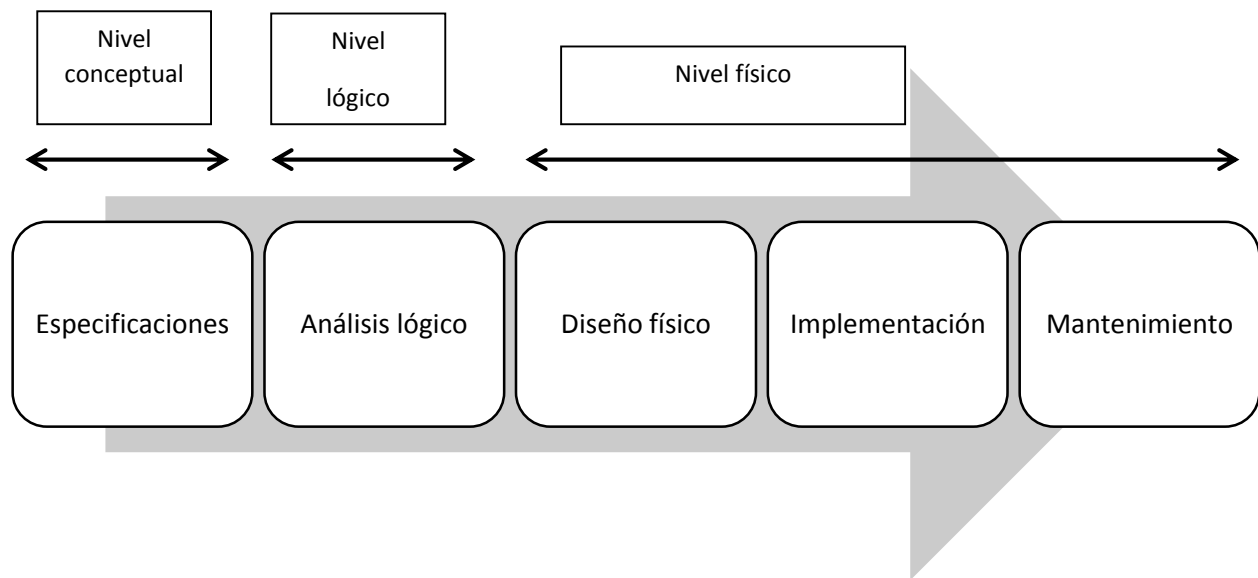 Nivel
conceptual
Nivel
lógico
Nivel físico
Especificaciones
Análisis lógico
Diseño físico
Implementación
Mantenimiento